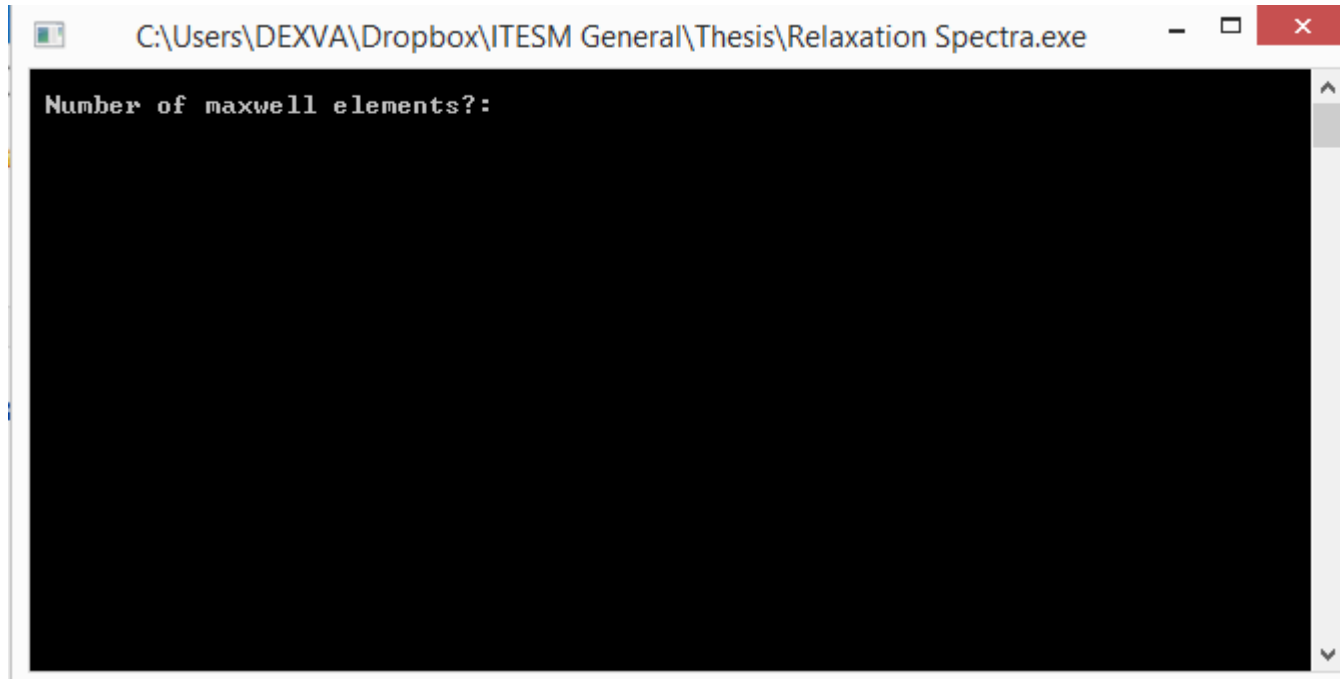 C:\Users\DEXVA\Dropbox\ITESM General\Thesis\Relaxation Spectra.exe
Number of maxwell elements?: